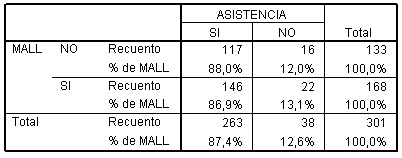 ASISTENCIA
SI NO Total
MALL NO Recuento 117 16 133
% de MALL 88,0% 12,0% 100,0%
SI Recuento 146 22 168
% de MALL 86,9% 13,1% 100,0%
Total Recuento 263 38 301
% de MALL 87,4% 12,6% 100,0%